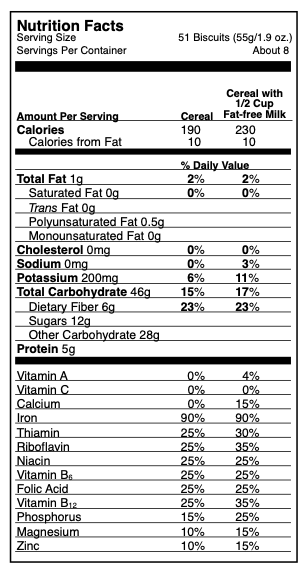 Nutrition Facts
Serving Size 51 Biscuits (55g/1.9 oz.)
Servings Per Container About 8
Cereal with
1/2 Cup
Amount Per Serving Cereal Fat-free Milk
Calories 190 230
Calories from Fat 10 10
% Daily Value
Total Fat 1g 2% 2%
Saturated Fat 0g 0% 0%
Trans Fat 0g
Polyunsaturated Fat 0.5g
Monounsaturated Fat 0g
Cholesterol 0mg 0% 0%
Sodium 0mg 0% 3%
Potassium 200mg 6% 11%
Total Carbohydrate 46g 15% 17%
Dietary Fiber 6g 23% 23%
Sugars 12g
Other Carbohydrate 28g
Protein 5g
Vitamin A 0% 4%
Vitamin C 0% 0%
Calcium 0% 15%
Iron 90% 90%
Thiamin 25% 30%
Riboflavin 25% 35%
Niacin 25% 25%
Vitamin B₆ 25% 25%
Folic Acid 25% 25%
Vitamin B₁₂ 25% 35%
Phosphorus 15% 25%
Magnesium 10% 15%
Zinc 10% 15%